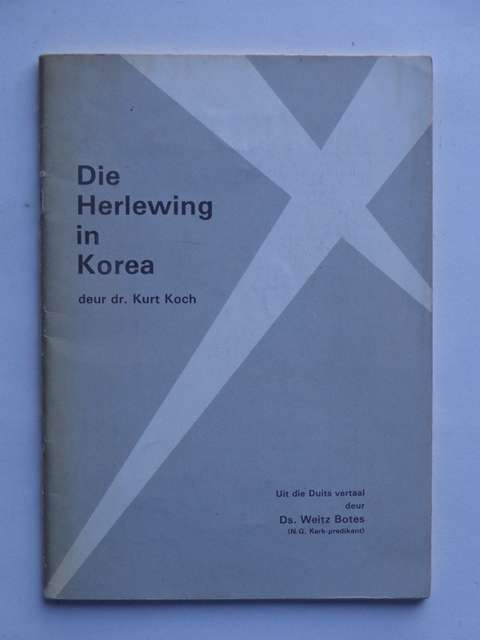 Die
Herlewing
in
Korea
deur dr. Kurt Koch
Uit die Duits vertaal
deur
Ds. Weitz Botes
(N.G. Kerk-predikant)